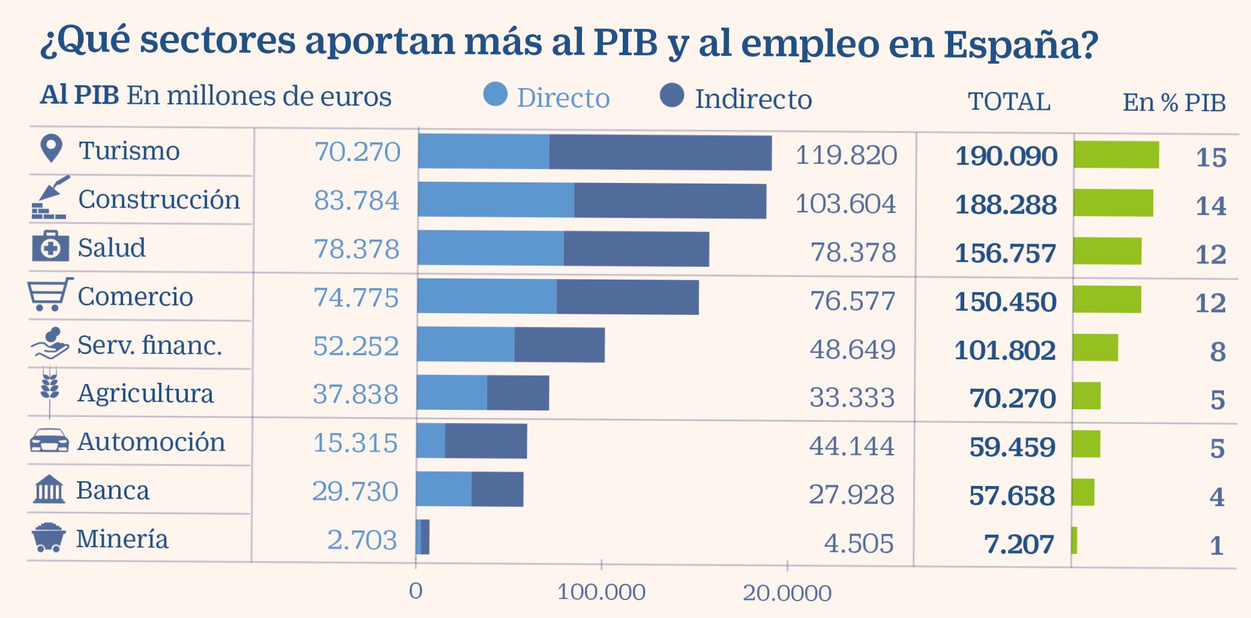 ¿Qué sectores aportan más al PIB y al empleo en España?
Al PIB En millones de euros Directo Indirecto TOTAL En % PIB
Turismo 70.270 119.820 190.090 15
Construcción 83.784 103.604 188.288 14
Salud 78.378 78.378 156.757 12
Comercio 74.775 76.577 150.450 12
Serv. financ. 52.252 48.649 101.802 8
Agricultura 37.838 33.333 70.270 5
Automoción 15.315 44.144 59.459 5
Banca 29.730 27.928 57.658 4
Minería 2.703 4.505 7.207 1
0 100.000 20.0000